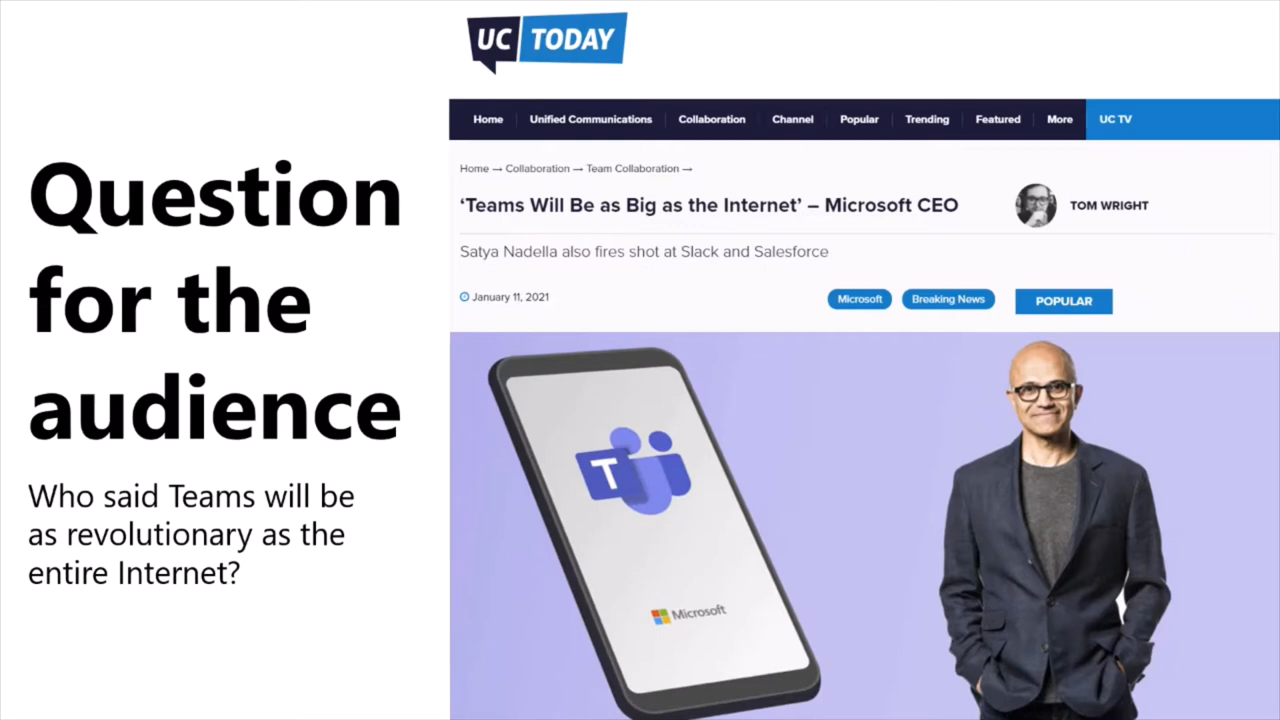 Question
for the
audience
Who said Teams will be
as revolutionary as the
entire Internet?
UC TODAY
Home Unified Communications Collaboration Channel Popular Trending Featured More UC TV
Home → Collaboration → Team Collaboration →
‘Teams Will Be as Big as the Internet’ – Microsoft CEO
TOM WRIGHT
Satya Nadella also fires shot at Slack and Salesforce
January 11, 2021
Microsoft Breaking News POPULAR
T
Microsoft